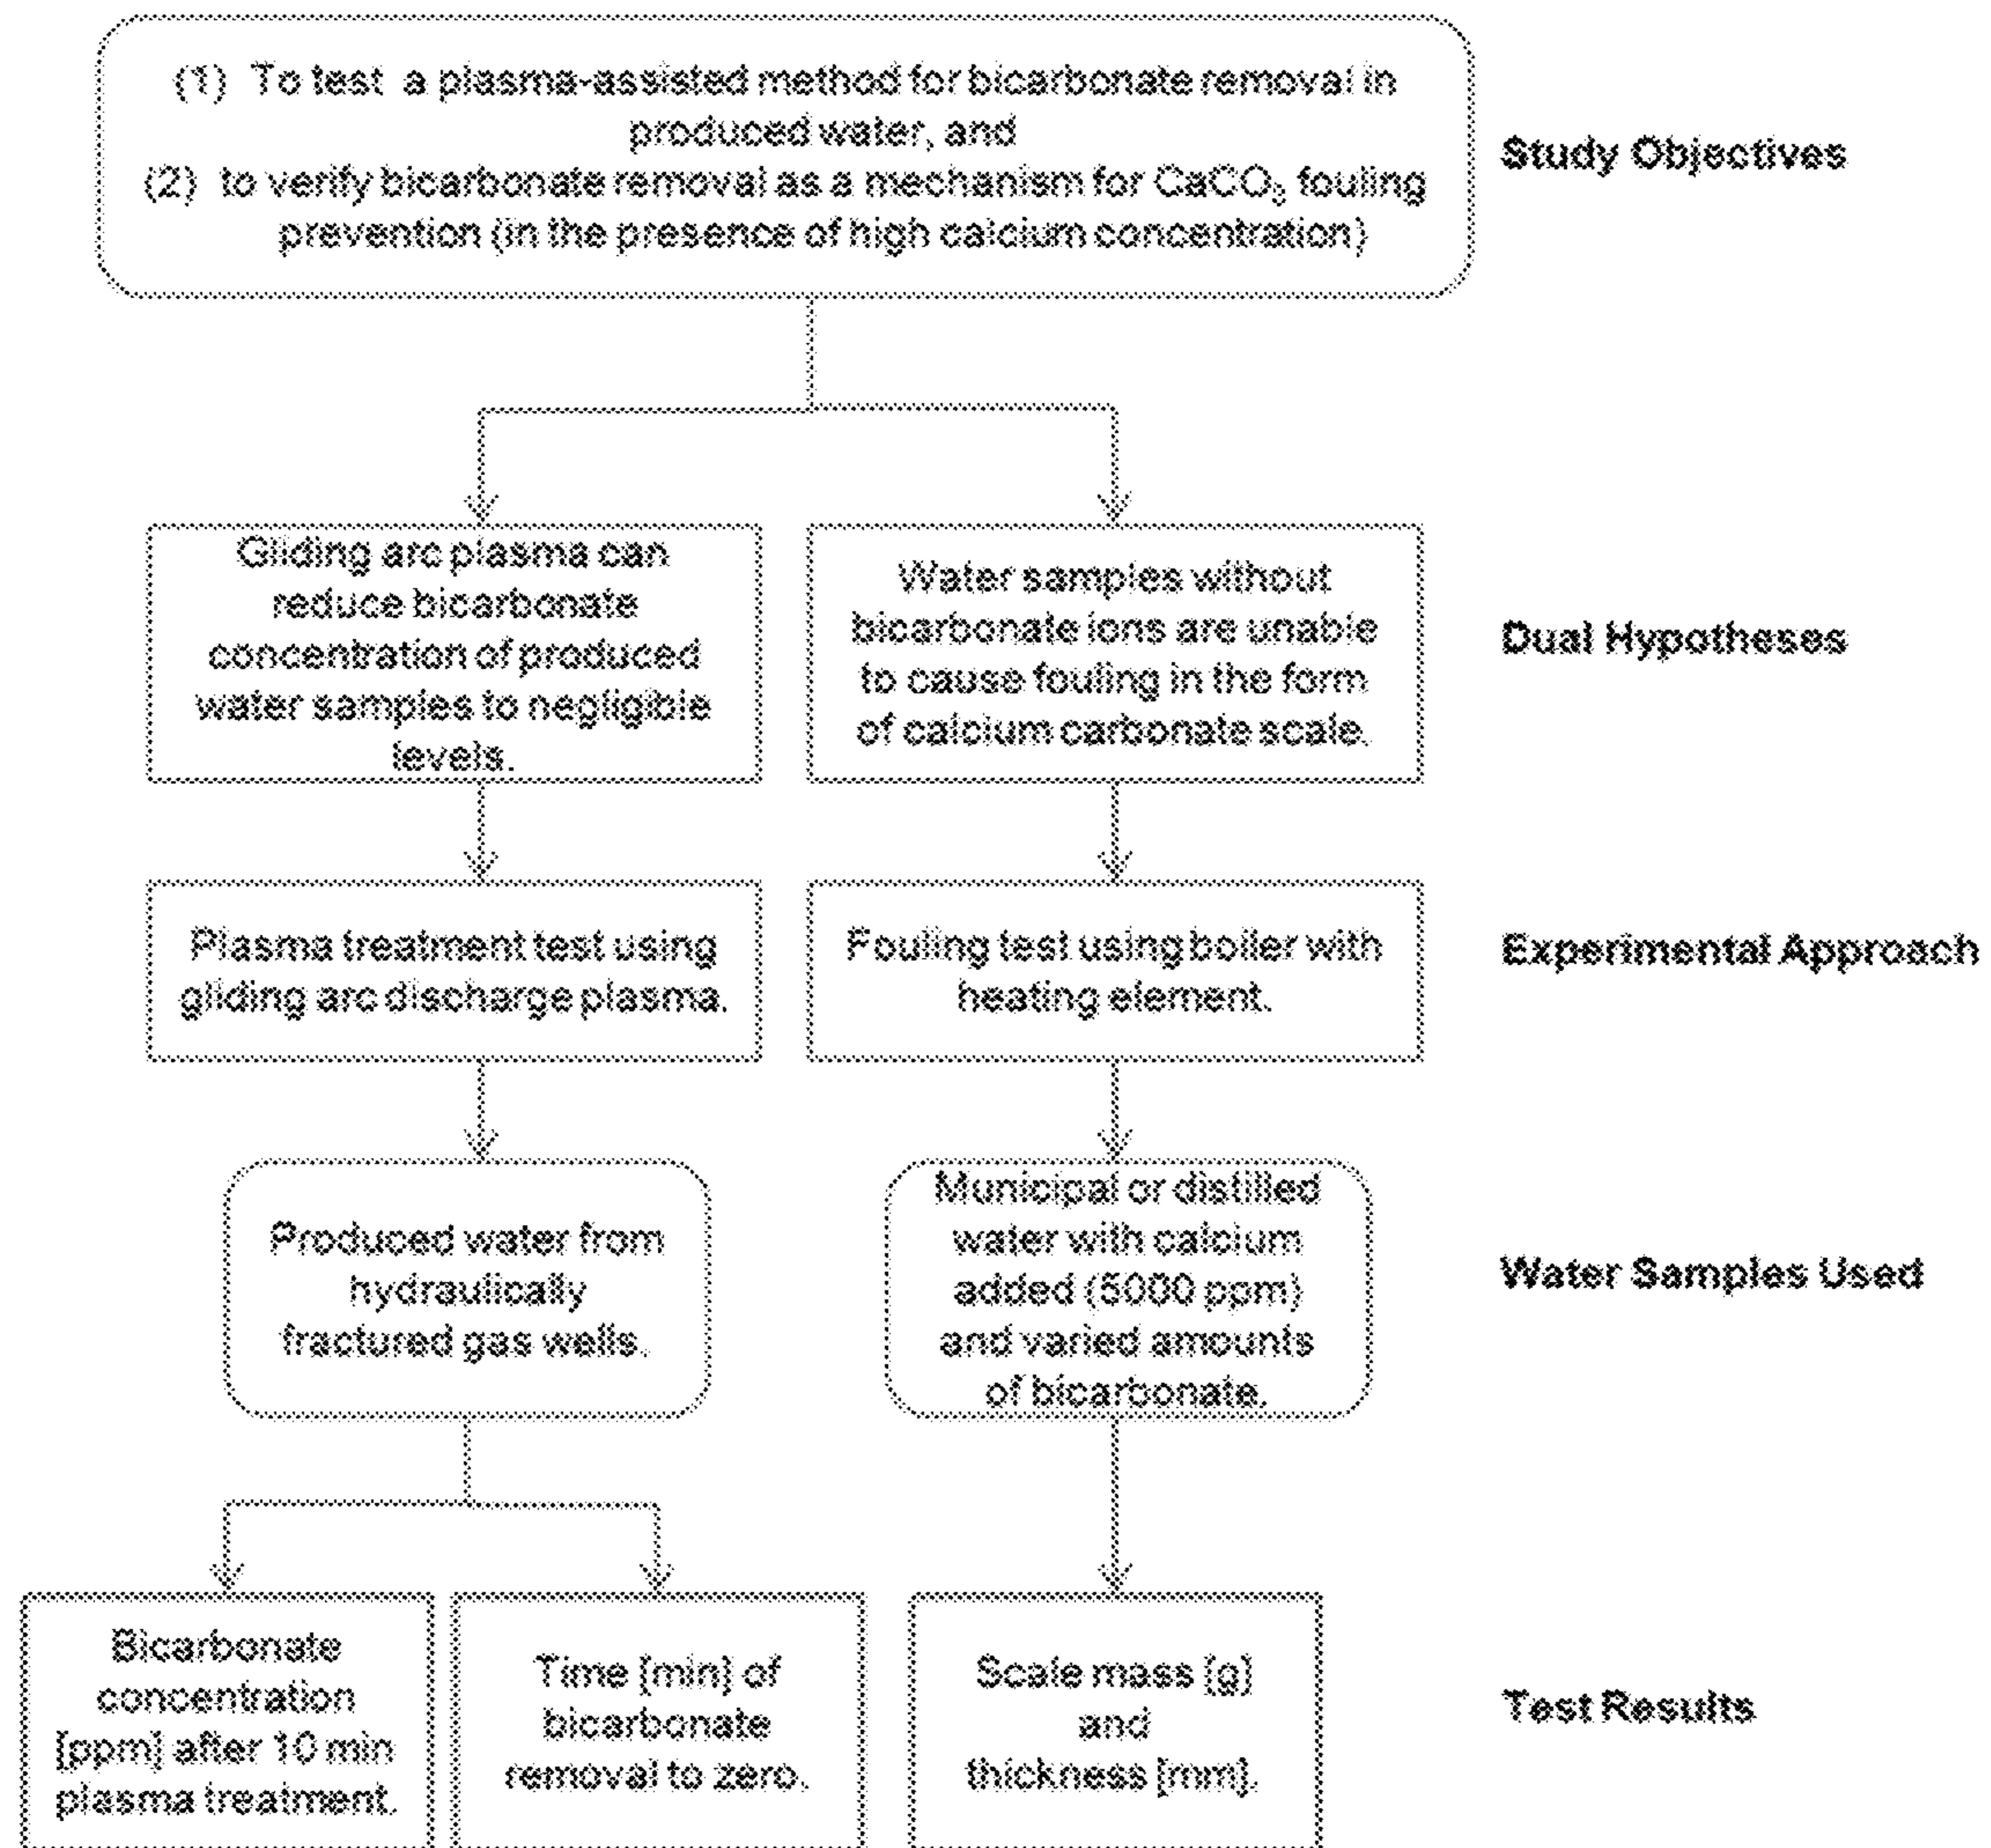 (1) To test a plasma-assisted method for bicarbonate removal in
produced water, and
(2) to verify bicarbonate removal as a mechanism for CaCO₃ fouling
prevention (in the presence of high calcium concentration)
Study Objectives
Gliding arc plasma can
reduce bicarbonate
concentration of produced
water samples to negligible
levels.
Water samples without
bicarbonate ions are unable
to cause fouling in the form
of calcium carbonate scale.
Dual Hypotheses
Plasma treatment test using
gliding arc discharge plasma.
Fouling test using boiler with
heating element.
Experimental Approach
Produced water from
hydraulically
fractured gas wells.
Municipal or distilled
water with calcium
added (5000 ppm)
and varied amounts
of bicarbonate.
Water Samples Used
Bicarbonate
concentration
[ppm] after 10 min
plasma treatment.
Time [min] of
bicarbonate
removal to zero.
Scale mass [g]
and
thickness [mm].
Test Results